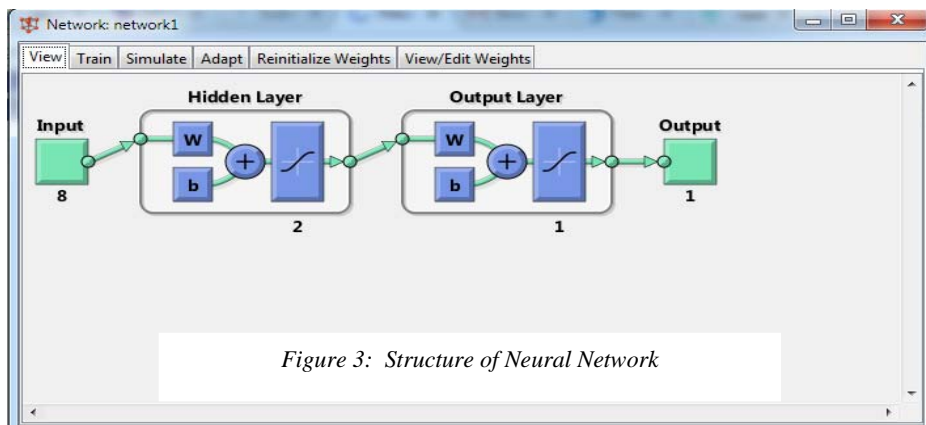 Network: network1
View Train Simulate Adapt Reinitialize Weights View/Edit Weights
Hidden Layer Output Layer
Input Output
W W
b b
8 2 1 1
Figure 3: Structure of Neural Network